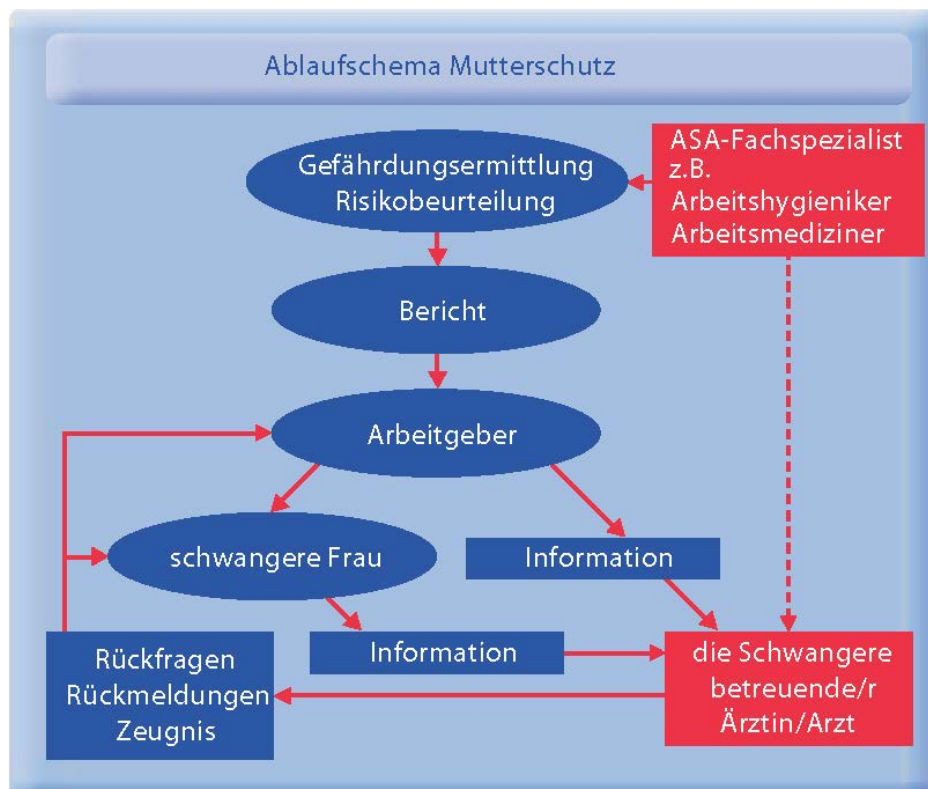 Ablaufschema Mutterschutz
Gefährdungsermittlung
Risikobeurteilung
ASA-Fachspezialist
z.B.
Arbeitshygieniker
Arbeitsmediziner
Bericht
Arbeitgeber
schwangere Frau
Information
Information
Rückfragen
Rückmeldungen
Zeugnis
die Schwangere
betreuende/r
Ärztin/Arzt